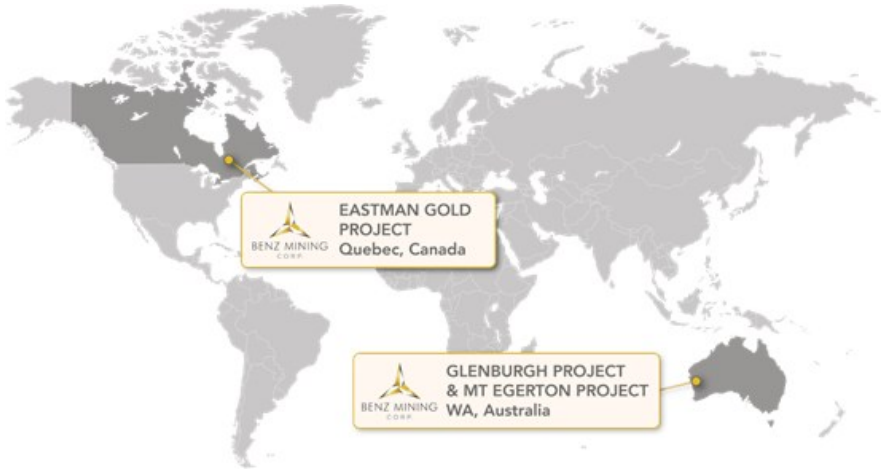 BENZ MINING
CORP.
EASTMAN GOLD
PROJECT
Quebec, Canada
BENZ MINING
CORP.
GLENBURGH PROJECT
& MT EGERTON PROJECT
WA, Australia